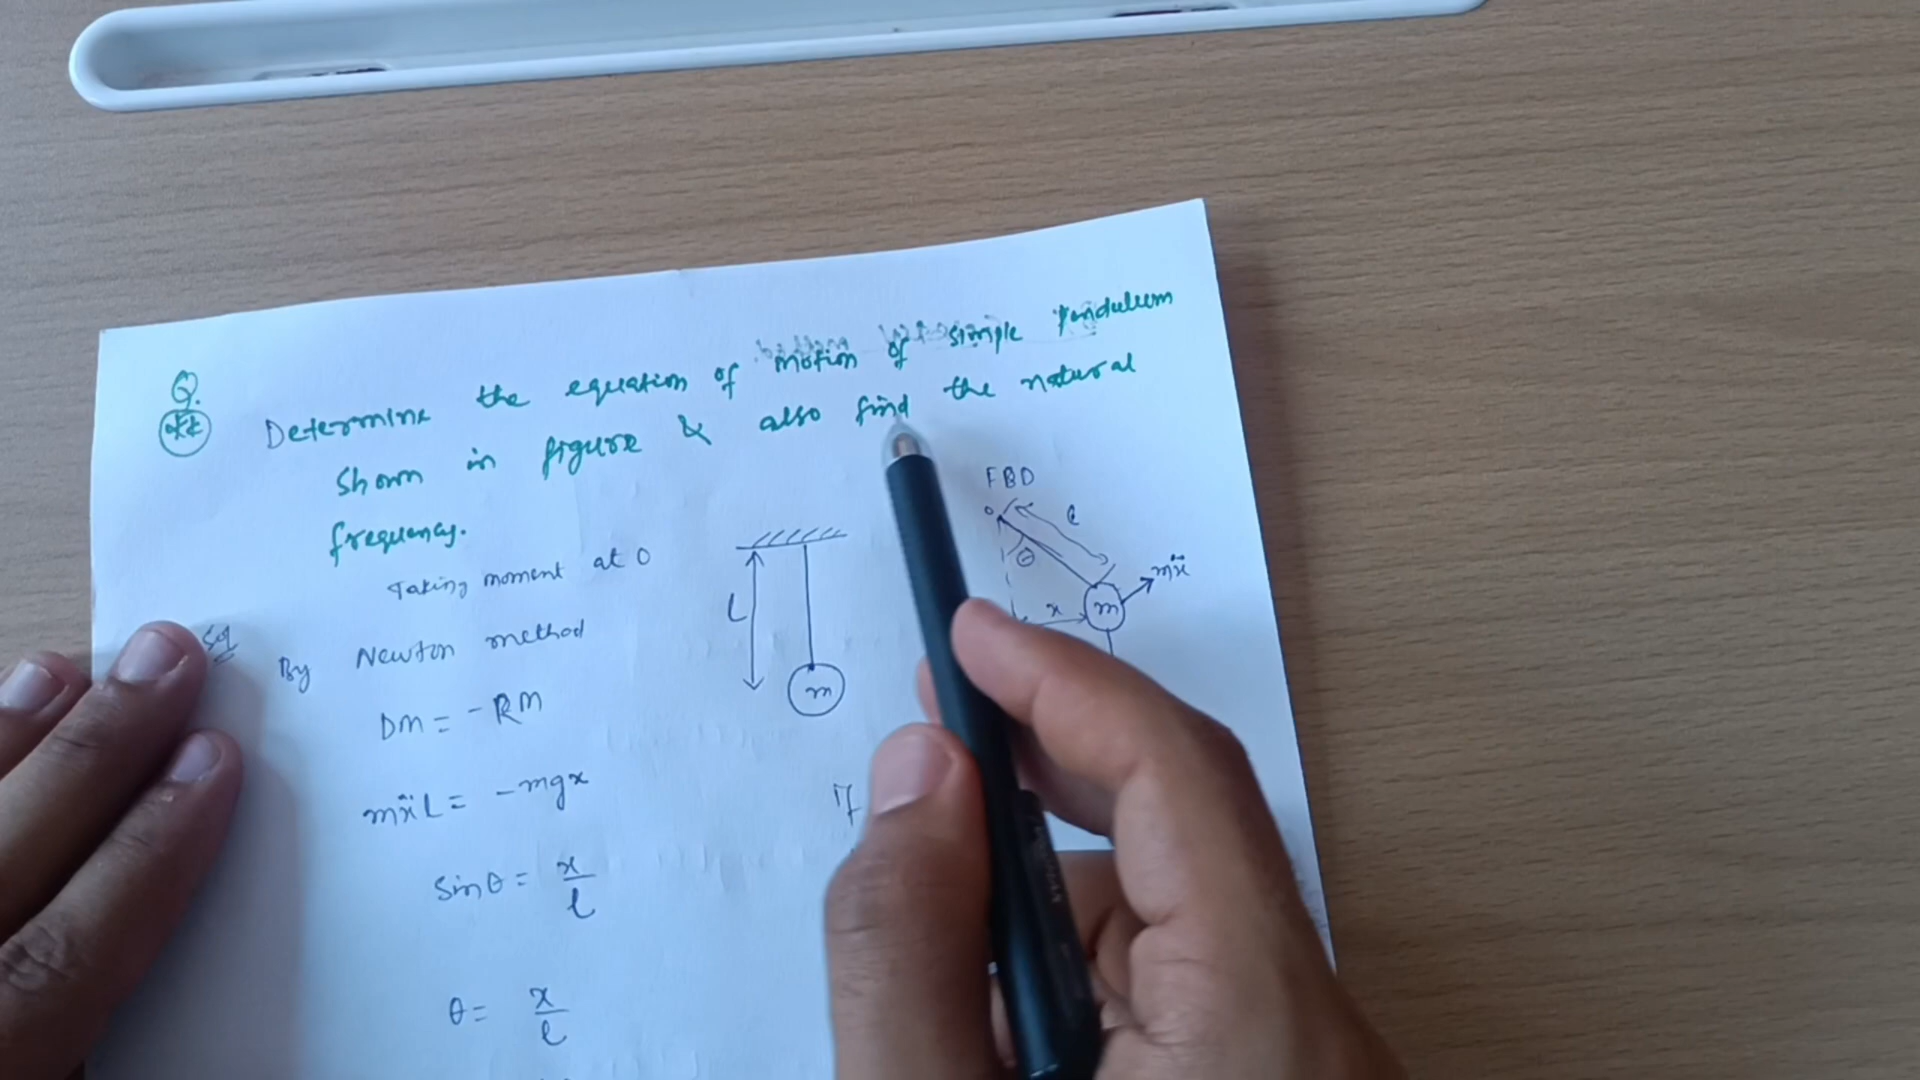 Q.
** Determine the equation of motion of simple pendulum
shown in figure & also find the natural
frequency.
Taking moment at O
Sol
By Newton method
DM = - RM
mẍL = - mgx
sinθ = x/l
θ = x/l
L
m
FBD
o
l
θ
x
m
mẍ
If